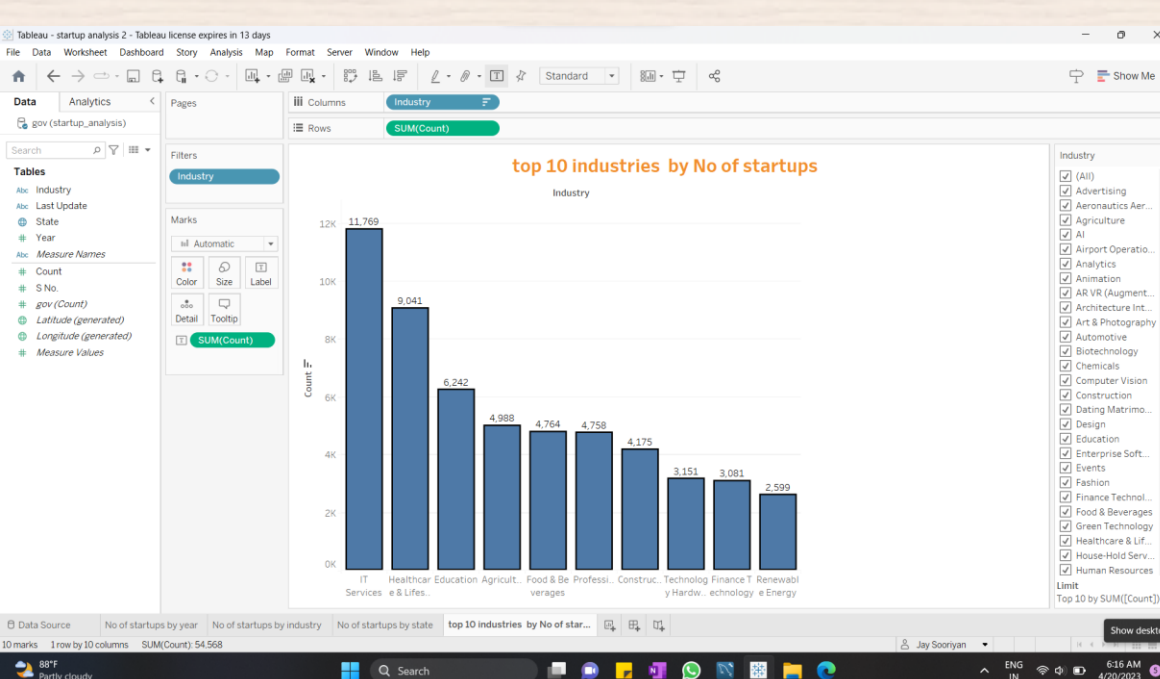 Tableau - startup analysis 2 - Tableau license expires in 13 days
File Data Worksheet Dashboard Story Analysis Map Format Server Window Help
Standard
Show Me
Data Analytics
Pages
Columns
Industry
gov (startup_analysis)
Rows
SUM(Count)
Search
Tables
Abc Industry
Abc Last Update
State
# Year
Abc Measure Names
# Count
# S No.
# gov (Count)
Latitude (generated)
Longitude (generated)
# Measure Values
Filters
Industry
Marks
Automatic
Color Size Label
Detail Tooltip
SUM(Count)
top 10 industries by No of startups
Industry
12K
10K
8K
6K
4K
2K
0K
Count
11,769
9,041
6,242
4,988
4,764
4,758
4,175
3,151
3,081
2,599
IT
Services
Healthcar
e & Lifes..
Education
Agricult..
Food & Be
verages
Professi..
Construc..
Technolog
y Hardw..
Finance T
echnology
Renewabl
e Energy
Industry
(All)
Advertising
Aeronautics Aer...
Agriculture
AI
Airport Operatio...
Analytics
Animation
AR VR (Augment...
Architecture Int...
Art & Photography
Automotive
Biotechnology
Chemicals
Computer Vision
Construction
Dating Matrimo...
Design
Education
Enterprise Soft...
Events
Fashion
Finance Technol...
Food & Beverages
Green Technology
Healthcare & Lif...
House-Hold Serv...
Human Resources
Limit
Top 10 by SUM([Count])
Data Source
No of startups by year
No of startups by industry
No of startups by state
top 10 industries by No of star...
Show deskto
10 marks 1 row by 10 columns SUM(Count): 54,568
Jay Sooriyan
88°F
Partly cloudy
Search
ENG
IN
6:16 AM
4/20/2023